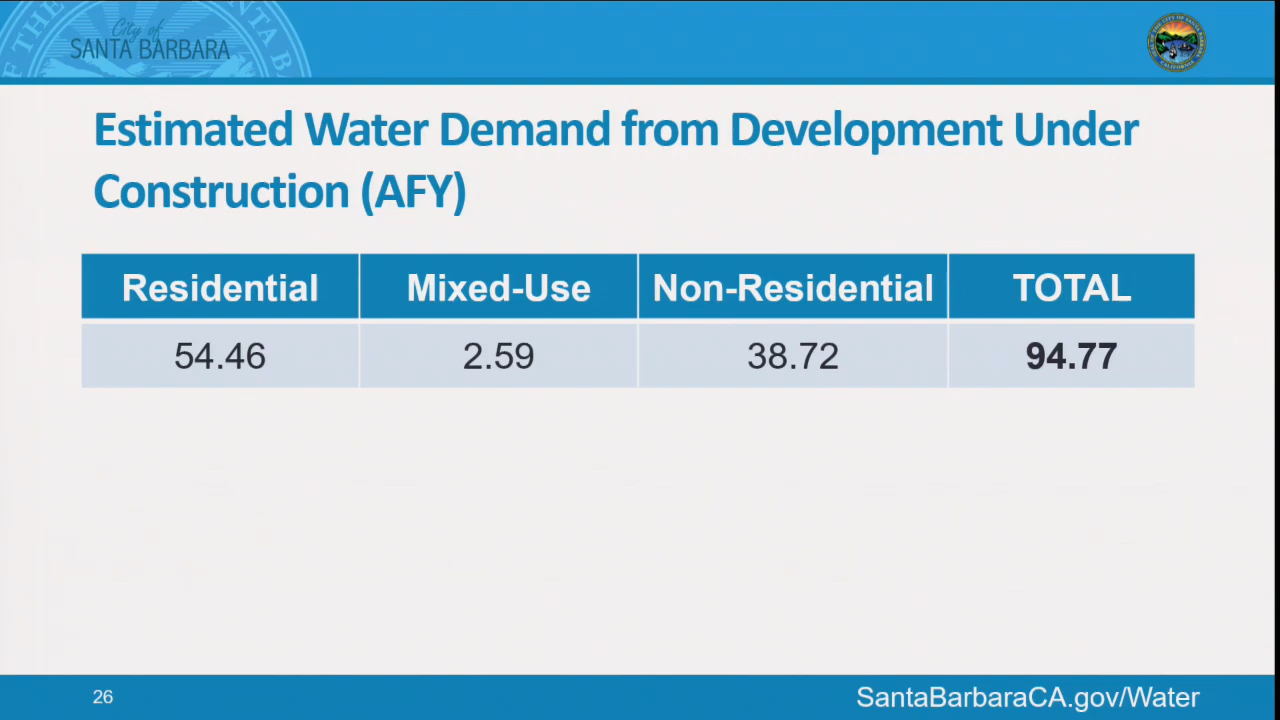 City of
SANTA BARBARA
Estimated Water Demand from Development Under
Construction (AFY)
Residential Mixed-Use Non-Residential TOTAL
54.46 2.59 38.72 94.77
26
SantaBarbaraCA.gov/Water